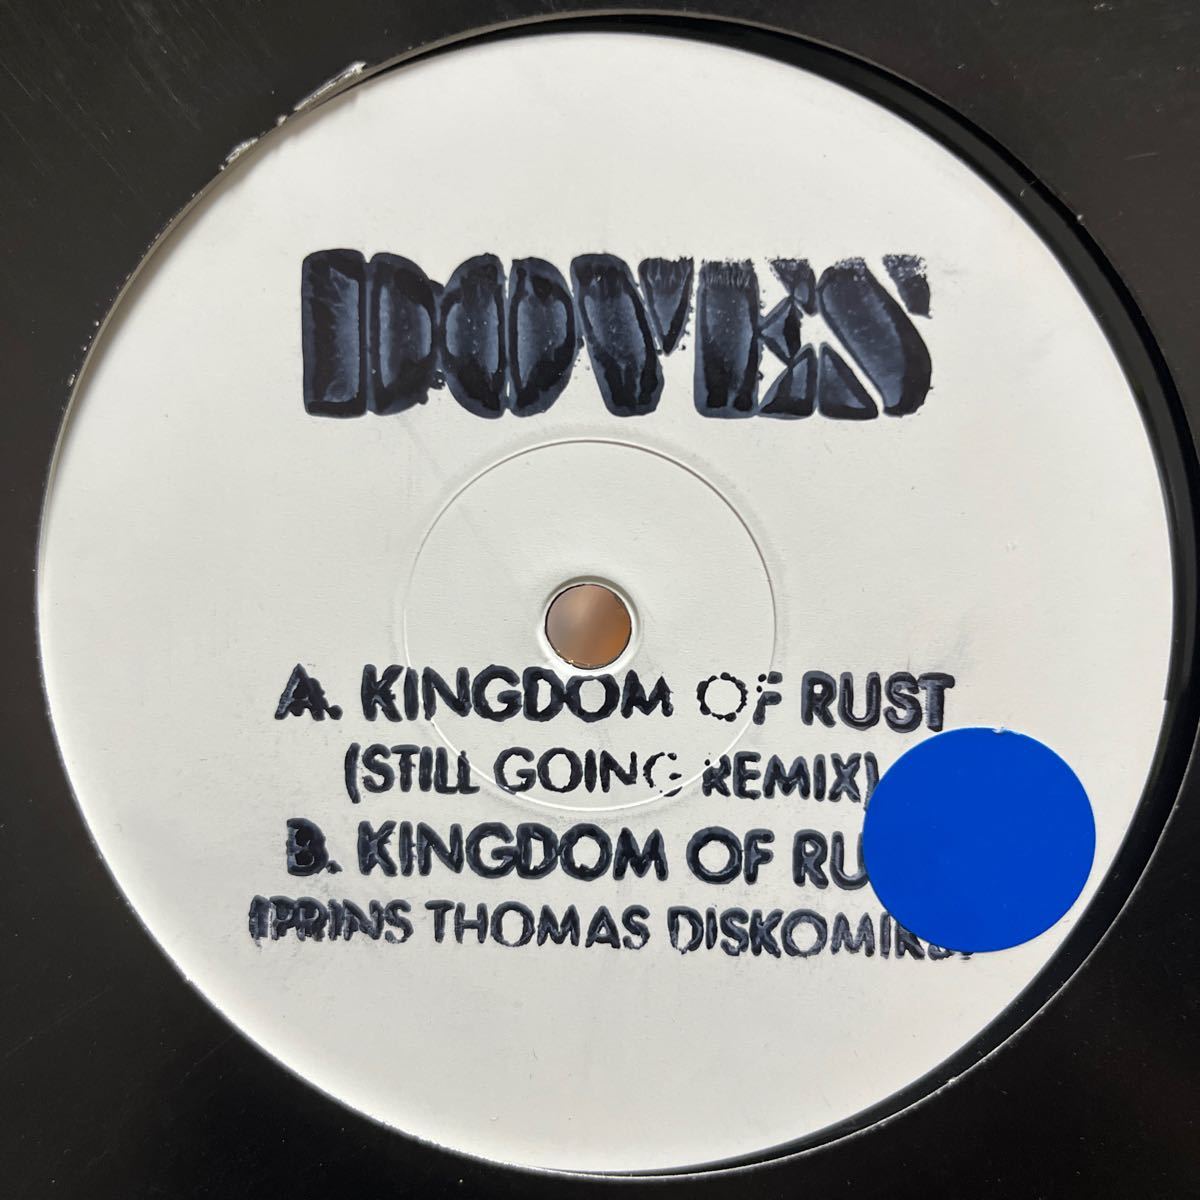 DOVES
A. KINGDOM OF RUST
(STILL GOING REMIX)
B. KINGDOM OF RU
(PRINS THOMAS DISKOMIKS)